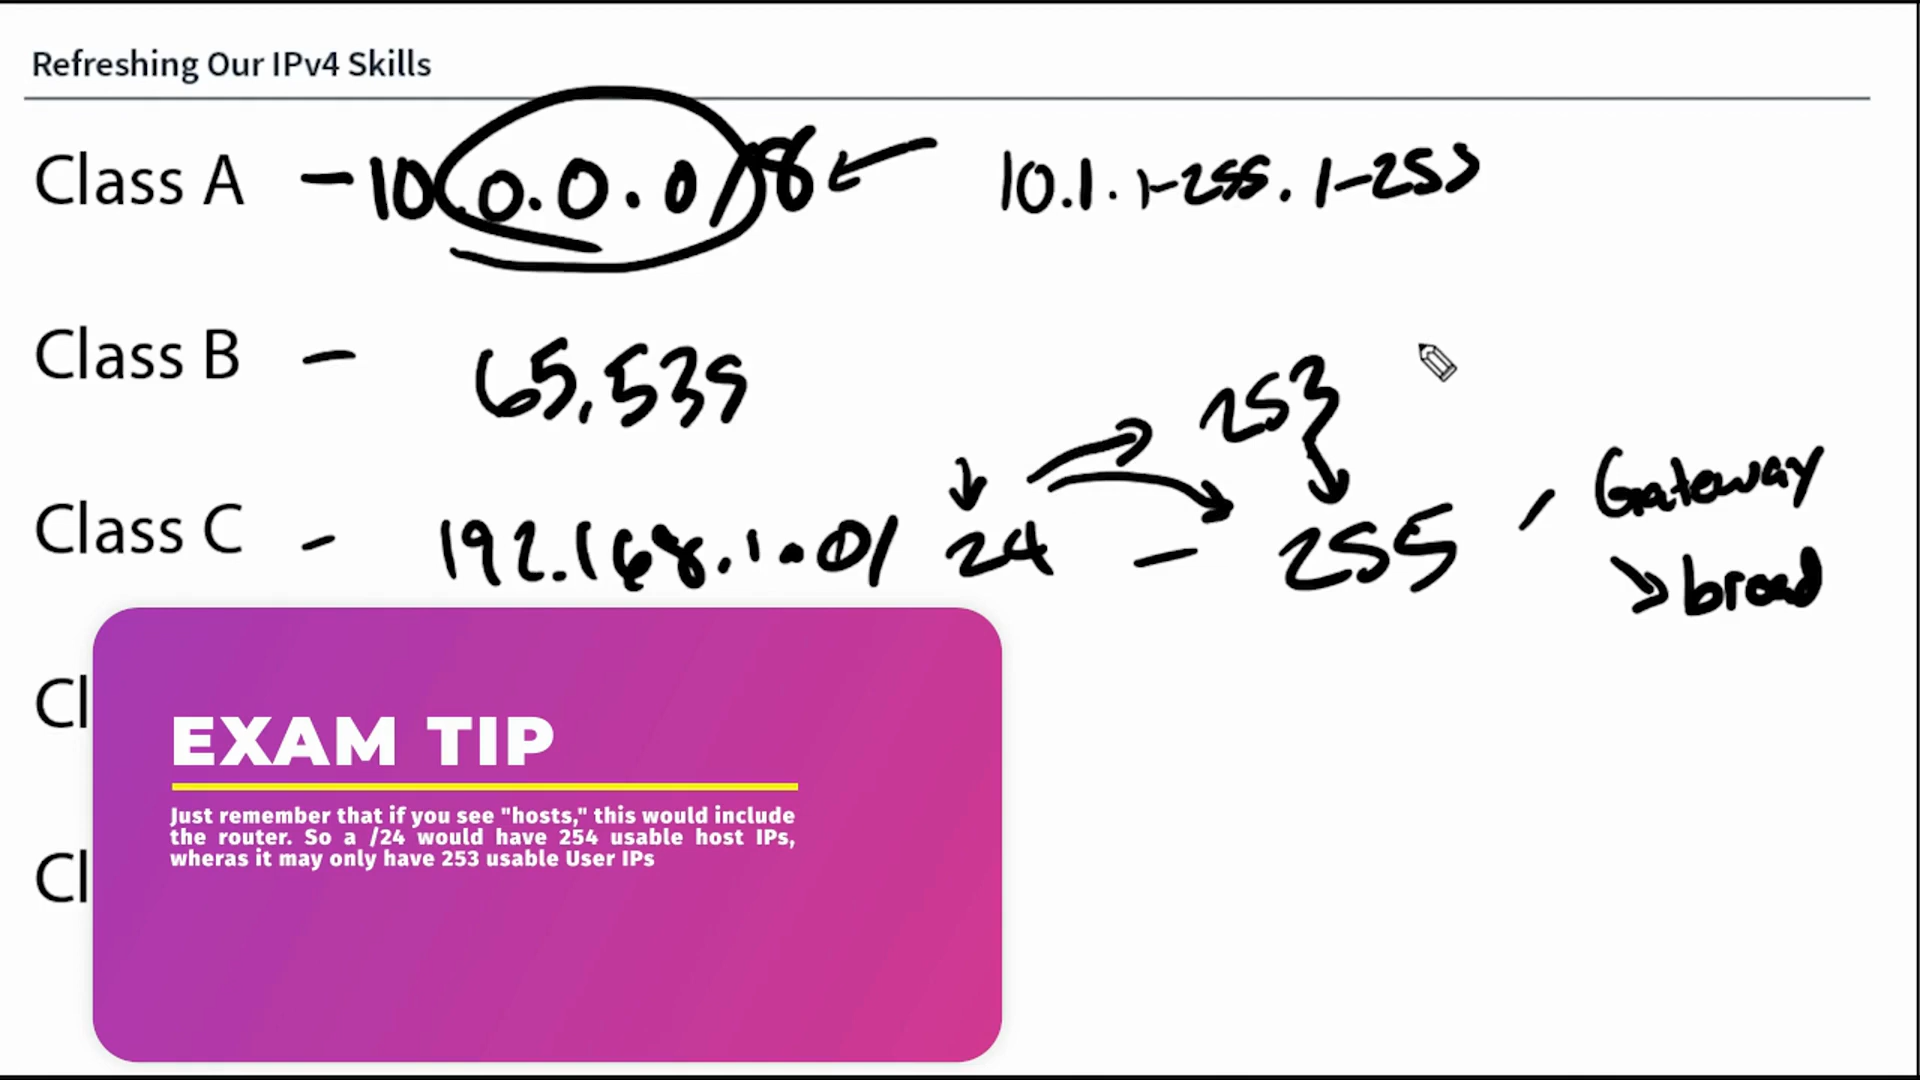 Refreshing Our IPv4 Skills
Class A - 10.0.0.0/8 10.1.1-255.1-253
Class B - 65,535
253
Class C - 192.168.1.0/24 - 255 Gateway
broad
Cl
EXAM TIP
Just remember that if you see "hosts," this would include
the router. So a /24 would have 254 usable host IPs,
wheras it may only have 253 usable User IPs
Cl